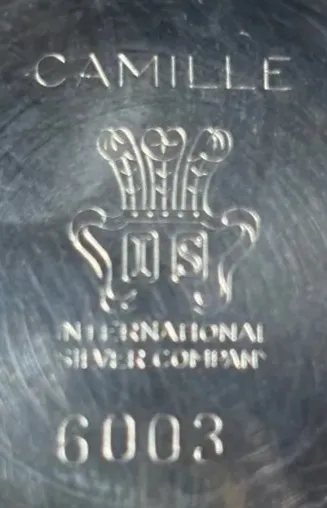 CAMILLE
IS
INTERNATIONAL
SILVER COMPANY
6003